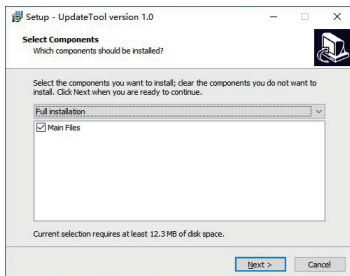 Setup - UpdateTool version 1.0
Select Components
Which components should be installed?
Select the components you want to install; clear the components you do not want to
install. Click Next when you are ready to continue.
Full installation
Main Files
Current selection requires at least 12.3 MB of disk space.
Next >
Cancel